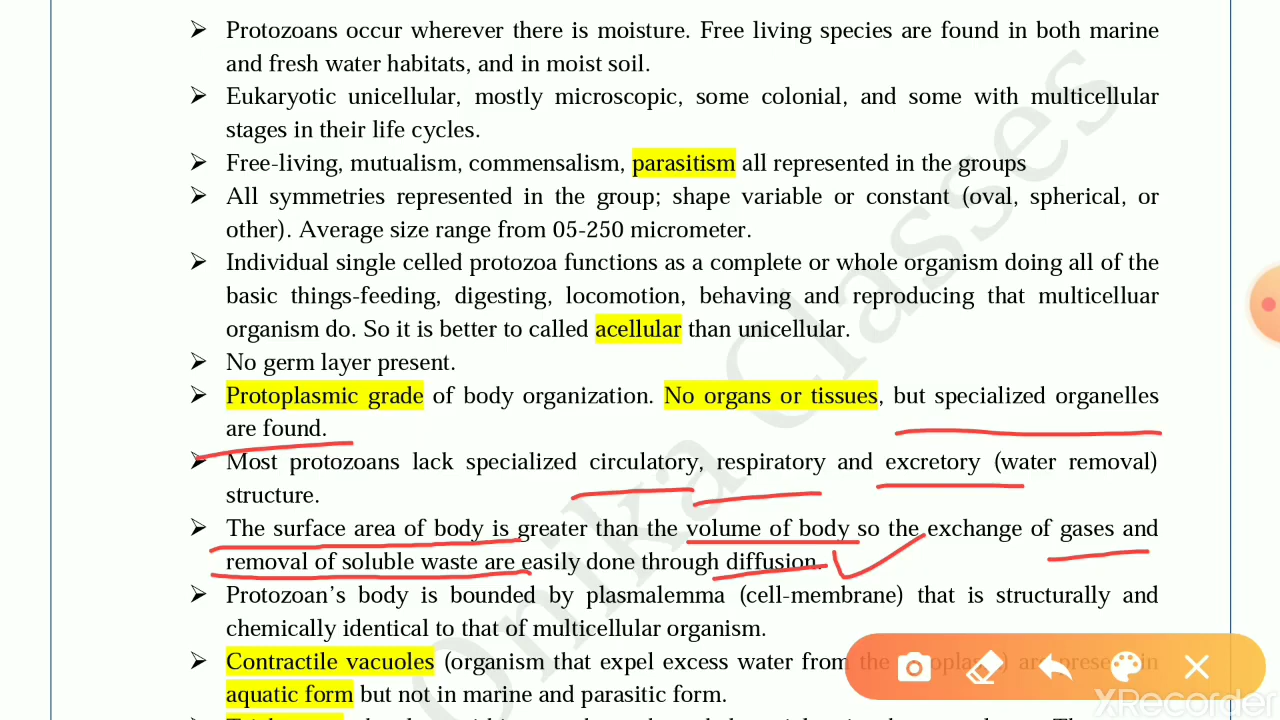 Protozoans occur wherever there is moisture. Free living species are found in both marine
and fresh water habitats, and in moist soil.
Eukaryotic unicellular, mostly microscopic, some colonial, and some with multicellular
stages in their life cycles.
Free-living, mutualism, commensalism, parasitism all represented in the groups
All symmetries represented in the group; shape variable or constant (oval, spherical, or
other). Average size range from 05-250 micrometer.
Individual single celled protozoa functions as a complete or whole organism doing all of the
basic things-feeding, digesting, locomotion, behaving and reproducing that multicelluar
organism do. So it is better to called acellular than unicellular.
No germ layer present.
Protoplasmic grade of body organization. No organs or tissues, but specialized organelles
are found.
Most protozoans lack specialized circulatory, respiratory and excretory (water removal)
structure.
The surface area of body is greater than the volume of body so the exchange of gases and
removal of soluble waste are easily done through diffusion.
Protozoan's body is bounded by plasmalemma (cell-membrane) that is structurally and
chemically identical to that of multicellular organism.
Contractile vacuoles (organism that expel excess water from the in
aquatic form but not in marine and parasitic form.
Onika Classes
XRecorder